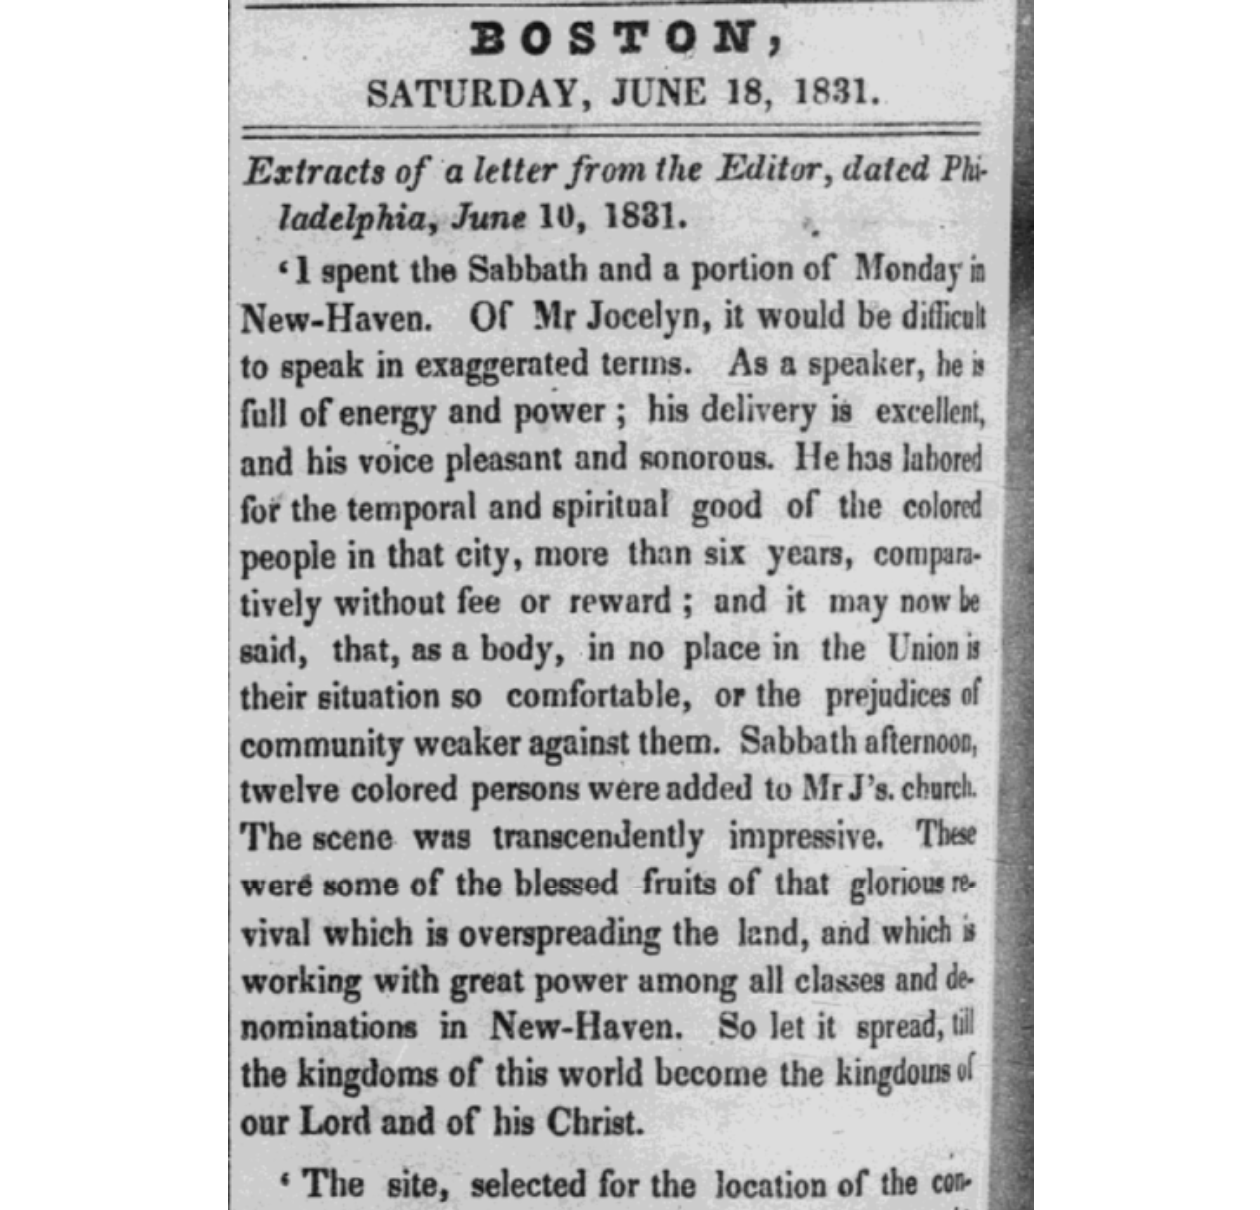 BOSTON,
SATURDAY, JUNE 18, 1831.
Extracts of a letter from the Editor, dated Phi-
ladelphia, June 10, 1831.
‘I spent the Sabbath and a portion of Monday in
New-Haven. Of Mr Jocelyn, it would be difficult
to speak in exaggerated terms. As a speaker, he is
full of energy and power ; his delivery is excellent,
and his voice pleasant and sonorous. He has labored
for the temporal and spiritual good of the colored
people in that city, more than six years, compara-
tively without fee or reward ; and it may now be
said, that, as a body, in no place in the Union is
their situation so comfortable, or the prejudices of
community weaker against them. Sabbath afternoon,
twelve colored persons were added to Mr J’s. church.
The scene was transcendently impressive. These
were some of the blessed fruits of that glorious re-
vival which is overspreading the land, and which is
working with great power among all classes and de-
nominations in New-Haven. So let it spread, till
the kingdoms of this world become the kingdoms of
our Lord and of his Christ.
‘ The site, selected for the location of the con-